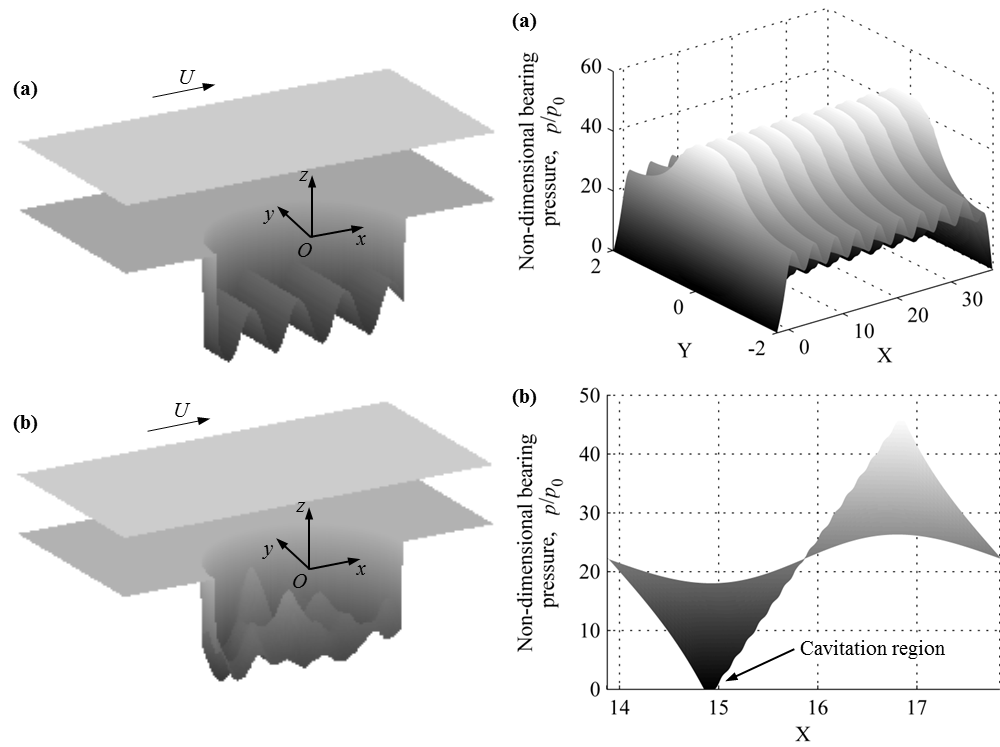 (a)
U
z
y
x
O
(b)
U
z
y
x
O
(a)
Non-dimensional bearing
pressure, p/p0
60
40
20
0
2
0
-2
Y
0
10
20
30
X
(b)
Non-dimensional bearing
pressure, p/p0
50
40
30
20
10
0
Cavitation region
14
15
16
17
X